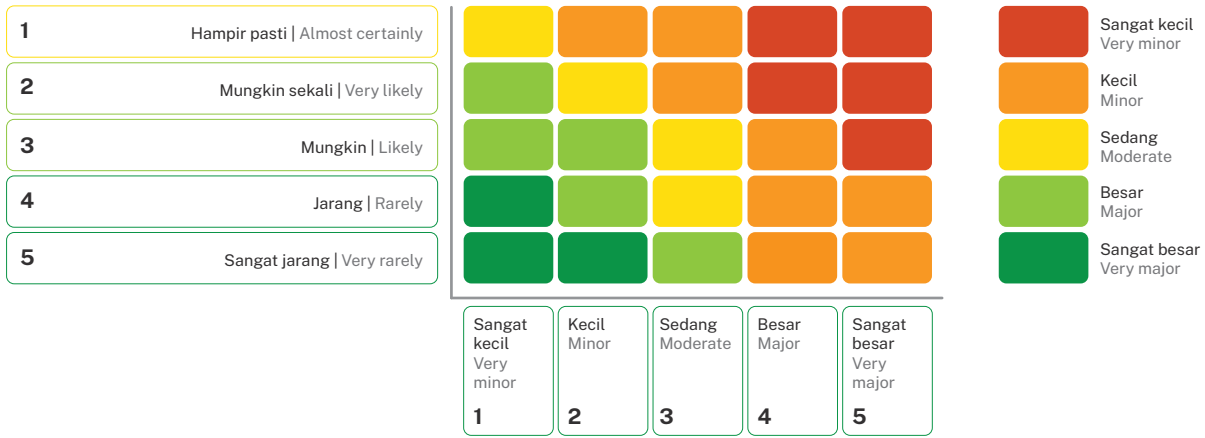 1 Hampir pasti | Almost certainly
2 Mungkin sekali | Very likely
3 Mungkin | Likely
4 Jarang | Rarely
5 Sangat jarang | Very rarely
Sangat kecil
Very minor
Kecil
Minor
Sedang
Moderate
Besar
Major
Sangat besar
Very major
Sangat
kecil
Very
minor
1
Kecil
Minor
2
Sedang
Moderate
3
Besar
Major
4
Sangat
besar
Very
major
5